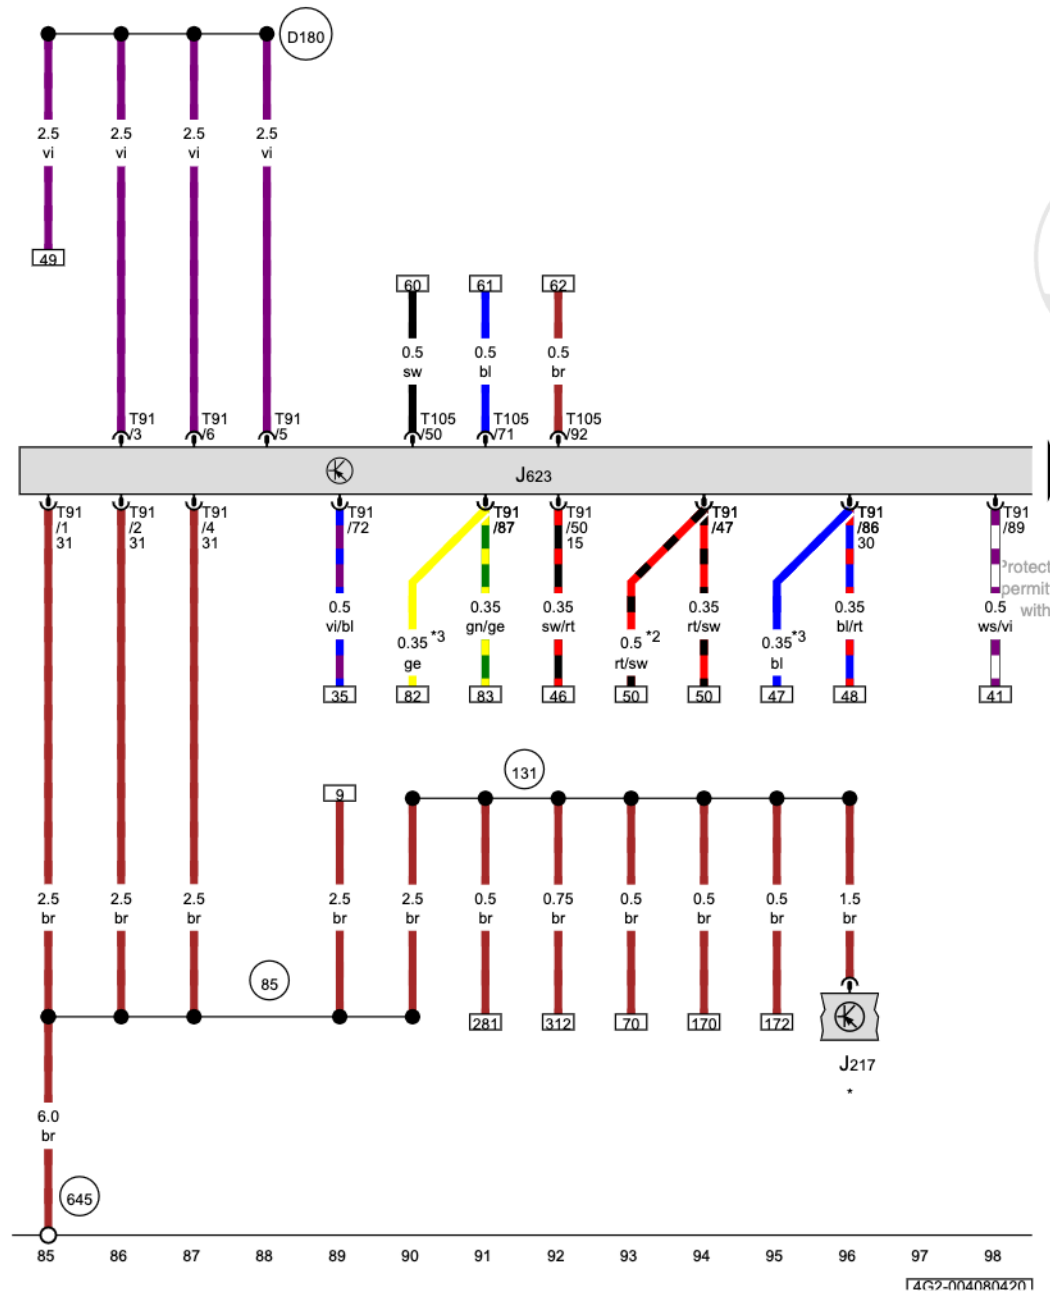 D180
2.5 2.5 2.5 2.5
vi vi vi vi
49
60 61 62
0.5 0.5 0.5
sw bl br
T91 T91 T91 T105 T105 T105
/3 /6 /5 /50 /71 /92
J623
T91 T91 T91 T91 T91 T91 T91 T91 T91
/1 /2 /4 /72 /87 /50 /47 /86 /89
31 31 31 15 30
Protect
permit
with
0.5 0.35 0.35 0.35 0.35 0.5
vi/bl gn/ge sw/rt rt/sw bl/rt ws/vi
0.35 *3 0.5 *2 0.35 *3
ge rt/sw bl
35 82 83 46 50 50 47 48 41
131
9
2.5 2.5 2.5 2.5 2.5 0.5 0.75 0.5 0.5 0.5 1.5
br br br br br br br br br br br
85
281 312 70 170 172
J217
*
6.0
br
645
85 86 87 88 89 90 91 92 93 94 95 96 97 98
4G2-004080420